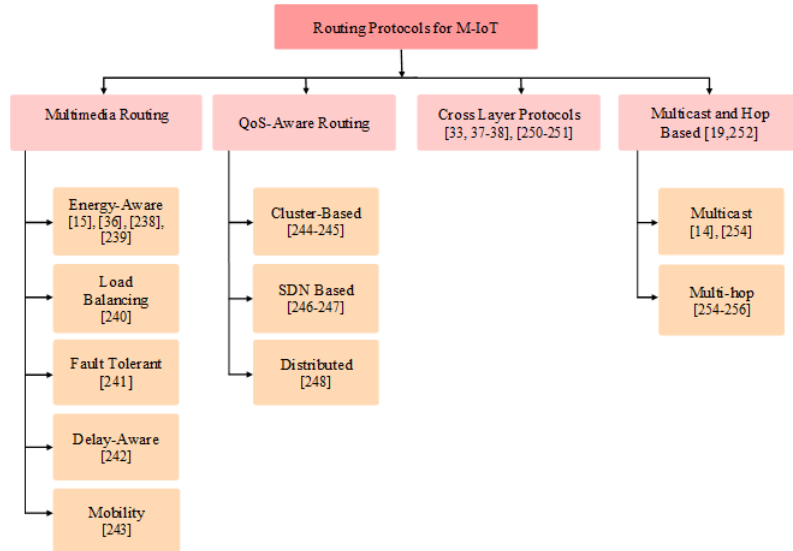 Routing Protocols for M-IoT
Multimedia Routing
QoS-Aware Routing
Cross Layer Protocols
[33, 37-38], [250-251]
Multicast and Hop
Based [19,252]
Energy-Aware
[15], [36], [238],
[239]
Load
Balancing
[240]
Fault Tolerant
[241]
Delay-Aware
[242]
Mobility
[243]
Cluster-Based
[244-245]
SDN Based
[246-247]
Distributed
[248]
Multicast
[14], [254]
Multi-hop
[254-256]